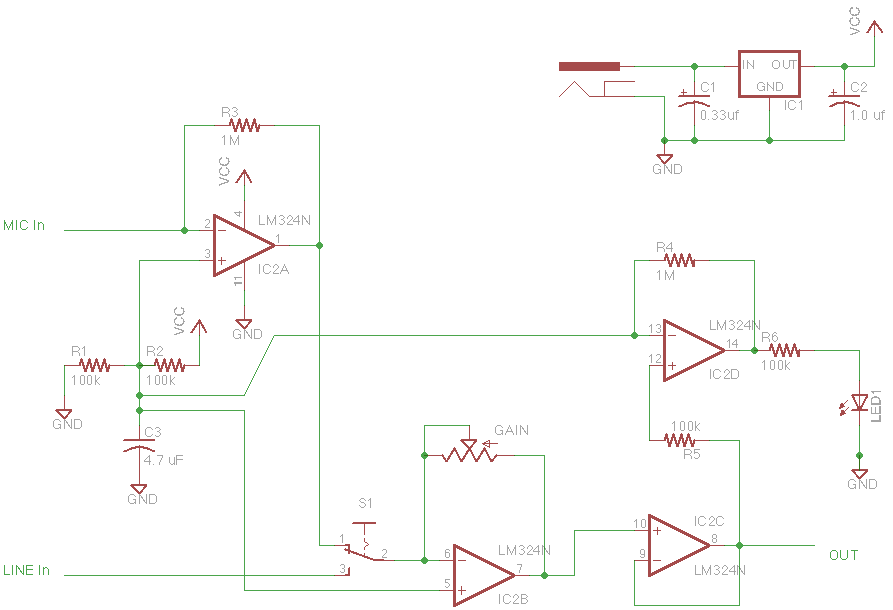 VCC
IN OUT
GND
C1
0.33uf
IC1
C2
1.0 uf
GND
R3
1M
VCC
MIC In
2
3
4
11
1
LM324N
IC2A
GND
R1
100k
GND
R2
100k
VCC
C3
4.7 uF
GND
R4
1M
13
12
14
LM324N
IC2D
R6
100k
LED1
GND
100k
R5
GAIN
S1
1
2
3
LINE In
6
5
7
LM324N
IC2B
10
9
8
IC2C
LM324N
OUT